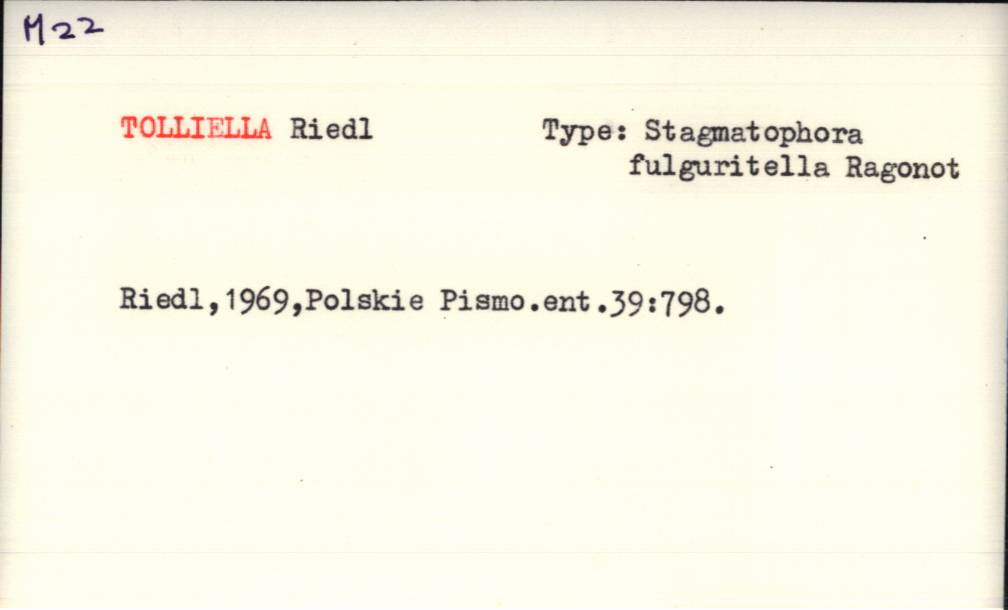 M22
TOLLIELLA Riedl
Type: Stagmatophora
fulguritella Ragonot
Riedl,1969,Polskie Pismo.ent.39:798.